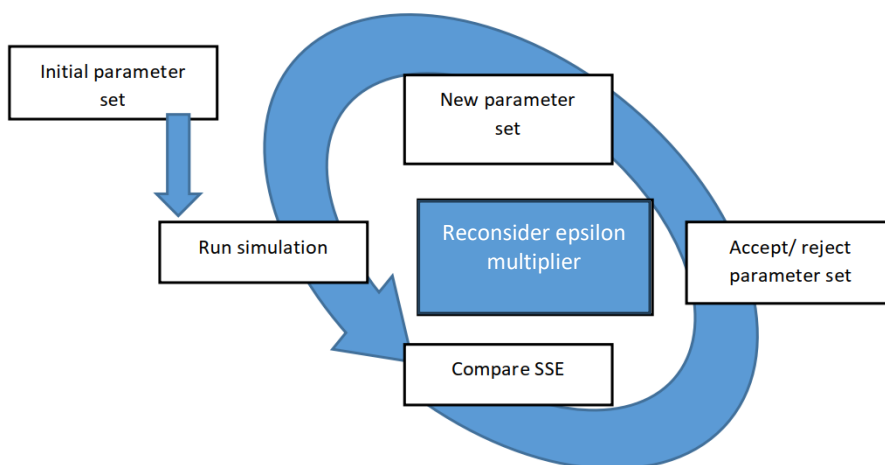 Initial parameter
set
New parameter
set
Run simulation
Reconsider epsilon
multiplier
Accept/ reject
parameter set
Compare SSE